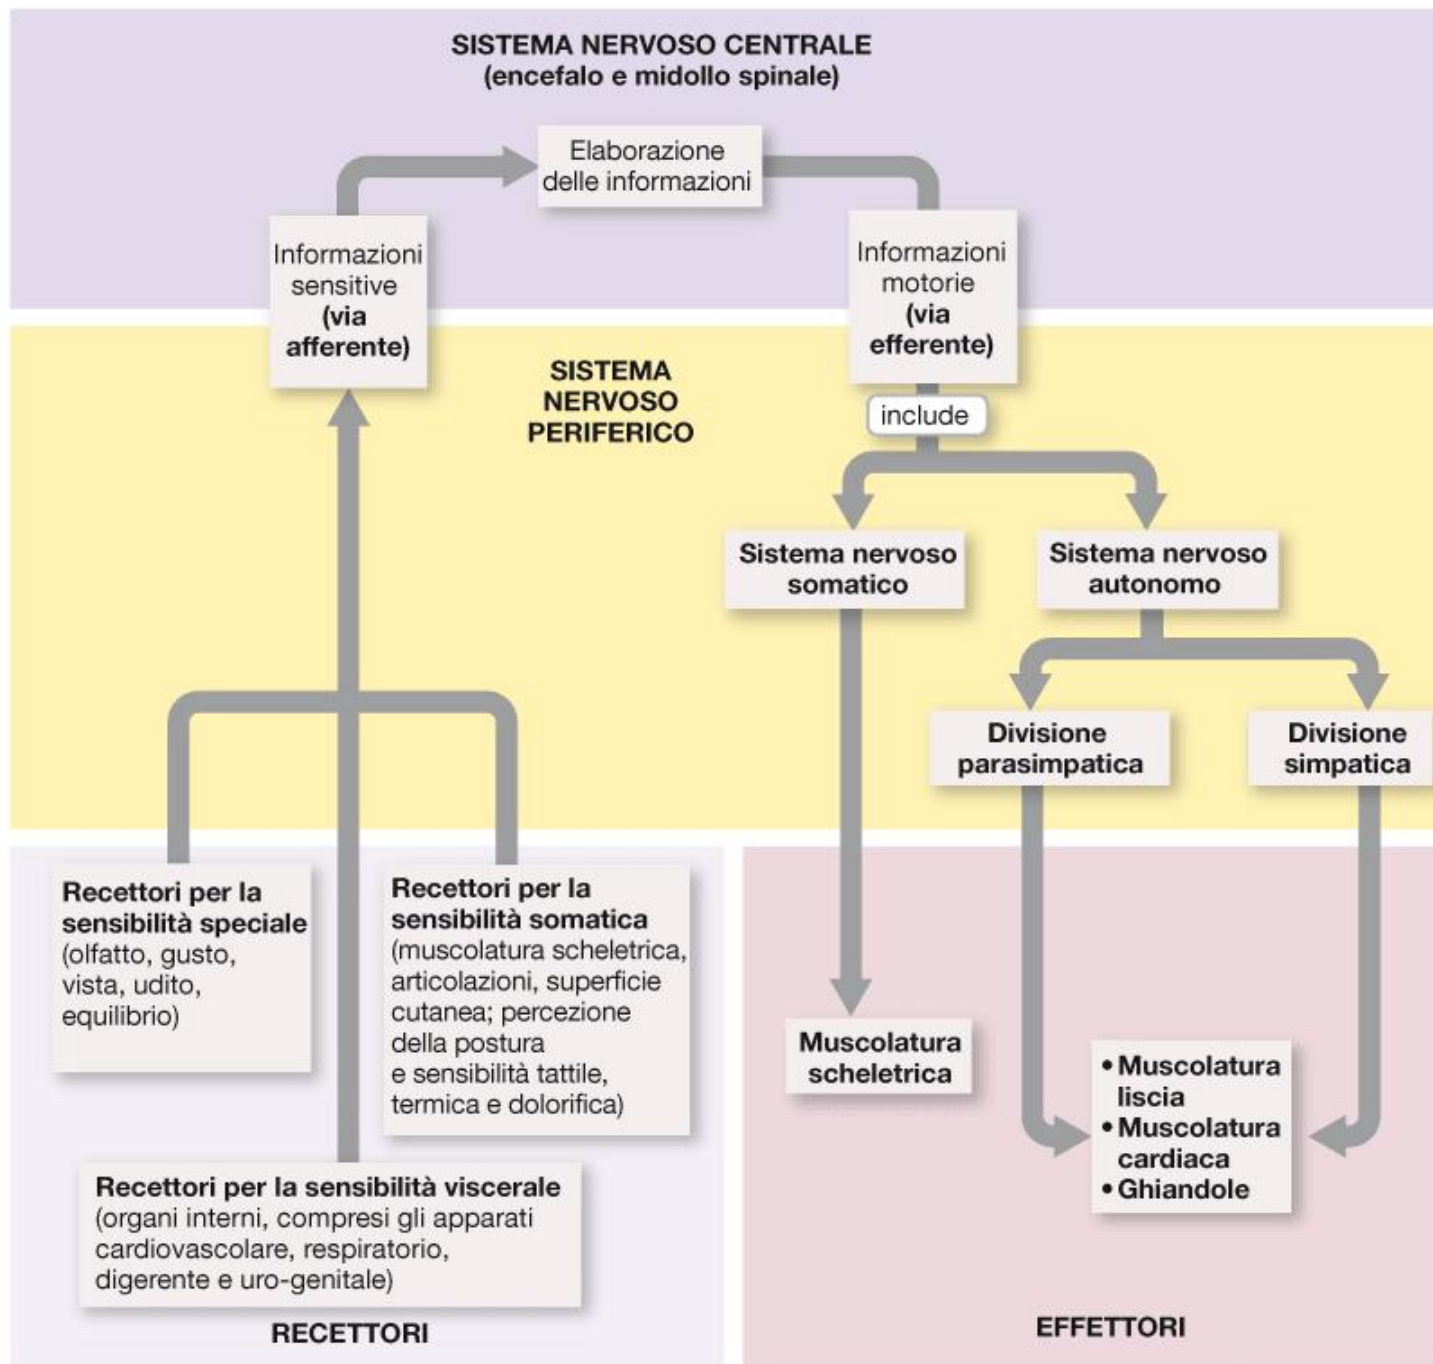 SISTEMA NERVOSO CENTRALE
(encefalo e midollo spinale)
Elaborazione
delle informazioni
Informazioni
sensitive
(via
afferente)
Informazioni
motorie
(via
efferente)
SISTEMA
NERVOSO
PERIFERICO
include
Sistema nervoso
somatico
Sistema nervoso
autonomo
Divisione
parasimpatica
Divisione
simpatica
Recettori per la
sensibilità speciale
(olfatto, gusto,
vista, udito,
equilibrio)
Recettori per la
sensibilità somatica
(muscolatura scheletrica,
articolazioni, superficie
cutanea; percezione
della postura
e sensibilità tattile,
termica e dolorifica)
Recettori per la sensibilità viscerale
(organi interni, compresi gli apparati
cardiovascolare, respiratorio,
digerente e uro-genitale)
RECETTORI
Muscolatura
scheletrica
• Muscolatura
liscia
• Muscolatura
cardiaca
• Ghiandole
EFFETTORI